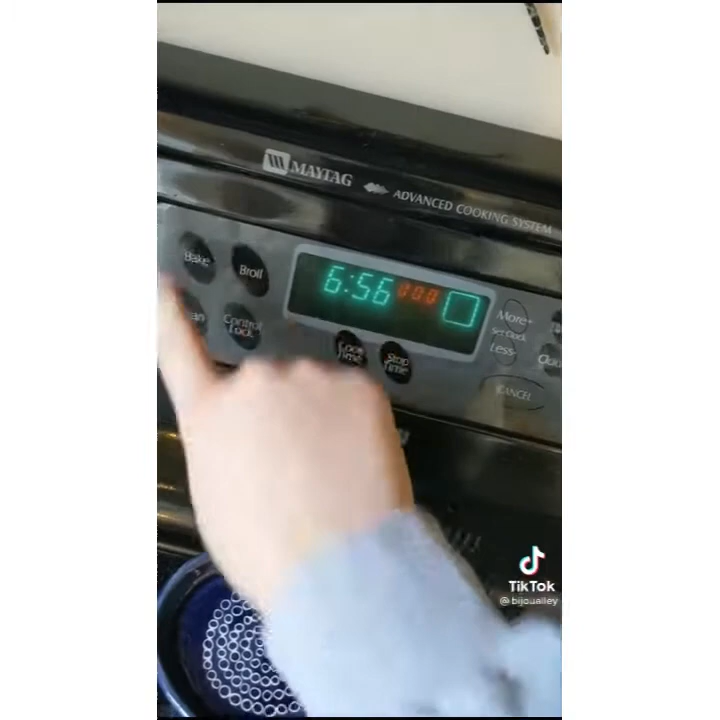 MAYTAG
ADVANCED COOKING SYSTEM
Bake
Broil
6:56
000
More+
Set Clock
Less-
Control
Lock
Cook
Time
Stop
Time
CANCEL
TikTok
@bijoualley